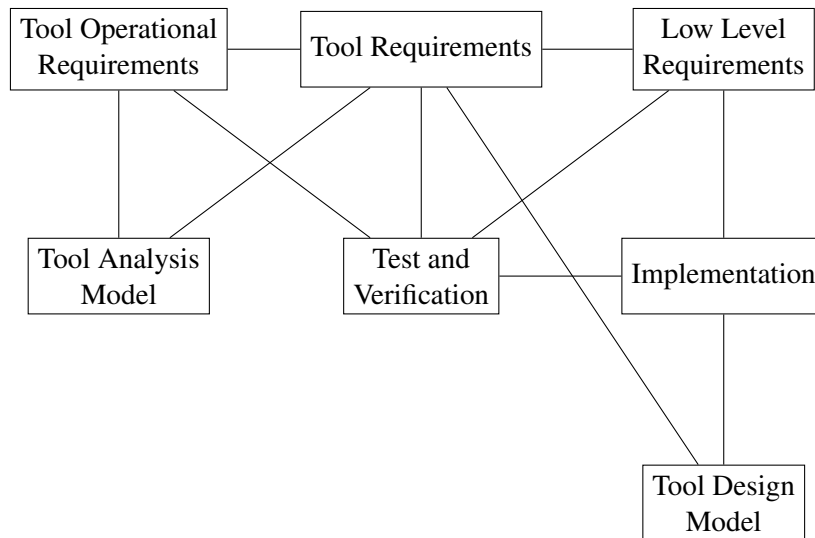 Tool Operational
Requirements
Tool Requirements
Low Level
Requirements
Tool Analysis
Model
Test and
Verification
Implementation
Tool Design
Model